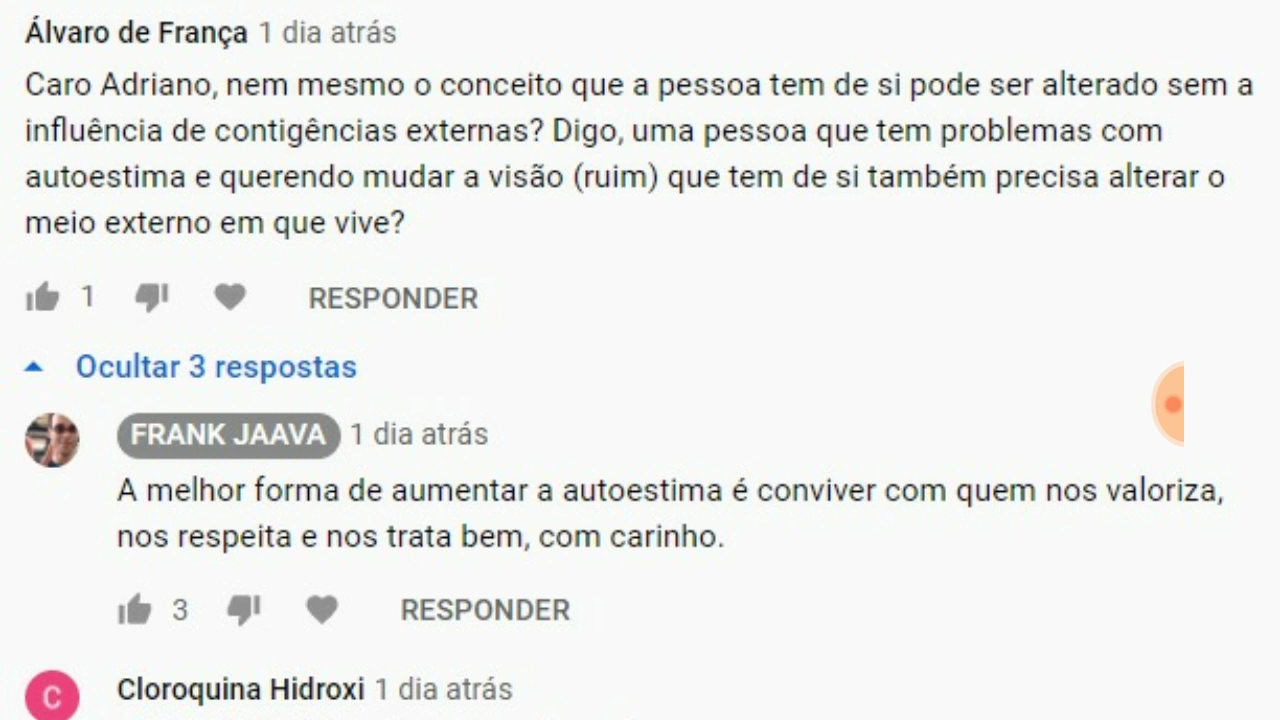 Álvaro de França 1 dia atrás
Caro Adriano, nem mesmo o conceito que a pessoa tem de si pode ser alterado sem a
influência de contigências externas? Digo, uma pessoa que tem problemas com
autoestima e querendo mudar a visão (ruim) que tem de si também precisa alterar o
meio externo em que vive?
1 RESPONDER
Ocultar 3 respostas
FRANK JAAVA 1 dia atrás
A melhor forma de aumentar a autoestima é conviver com quem nos valoriza,
nos respeita e nos trata bem, com carinho.
3 RESPONDER
C Cloroquina Hidroxi 1 dia atrás